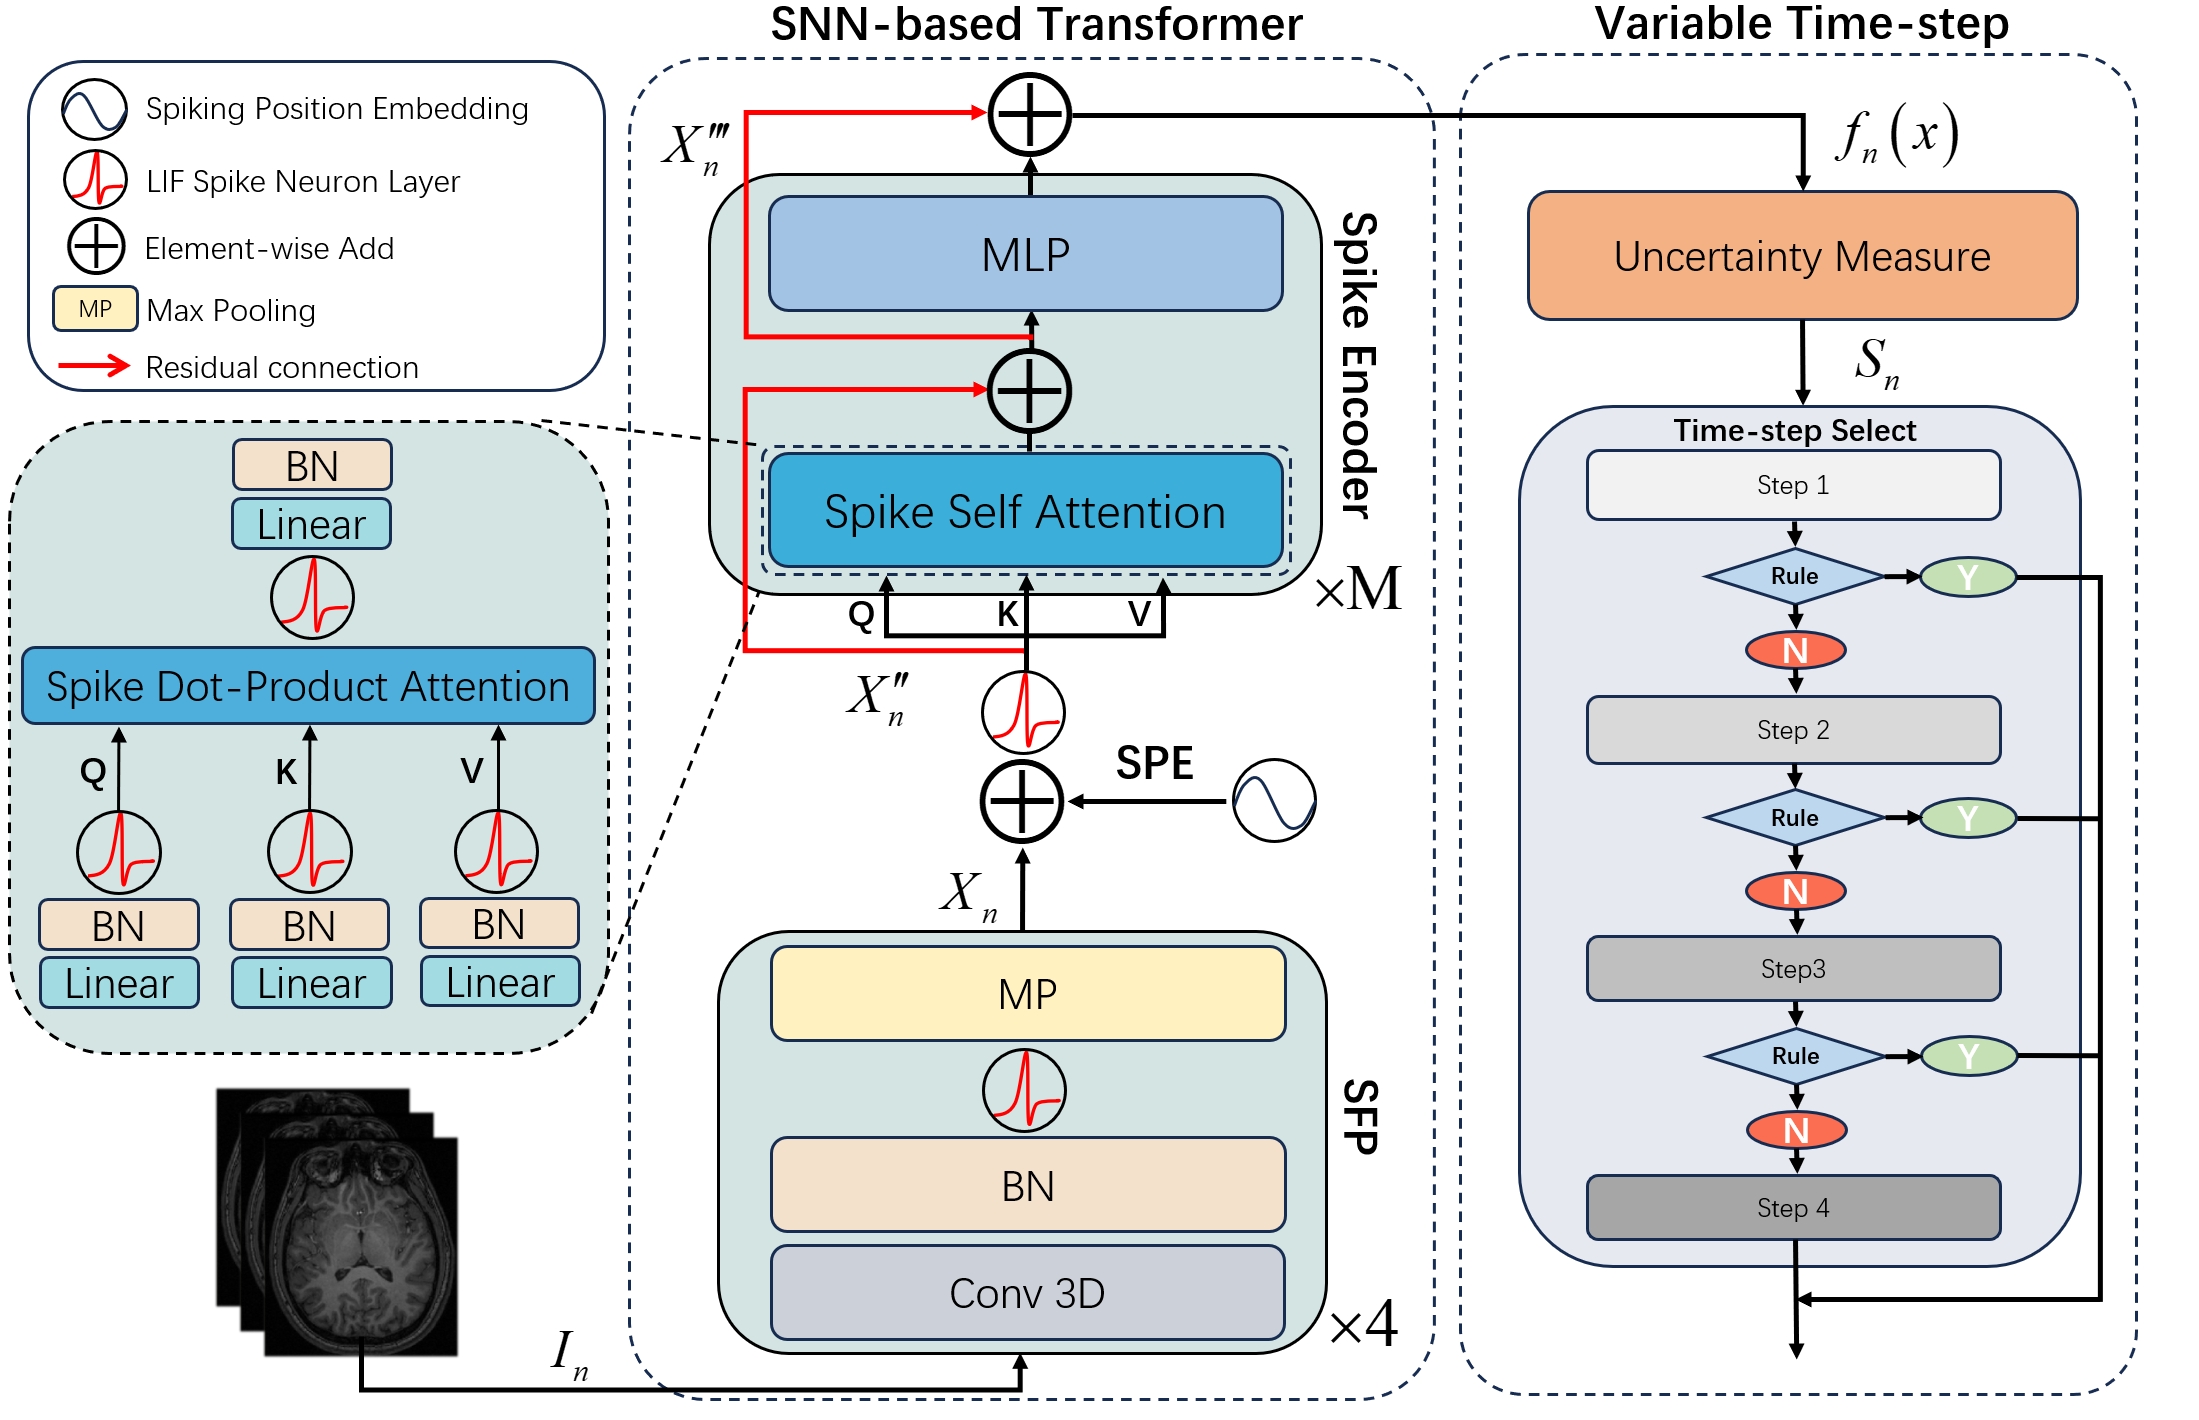 SNN-based Transformer
Variable Time-step
Spiking Position Embedding
LIF Spike Neuron Layer
Element-wise Add
MP
Max Pooling
Residual connection
BN
Linear
Spike Dot-Product Attention
Q
K
V
BN
BN
BN
Linear
Linear
Linear
I_n
X‴_n
MLP
Spike Encoder
Spike Self Attention
×M
Q
K
V
X″_n
SPE
X_n
MP
SFP
BN
Conv 3D
×4
f_n(x)
Uncertainty Measure
S_n
Time-step Select
Step 1
Rule
Y
N
Step 2
Rule
Y
N
Step3
Rule
Y
N
Step 4